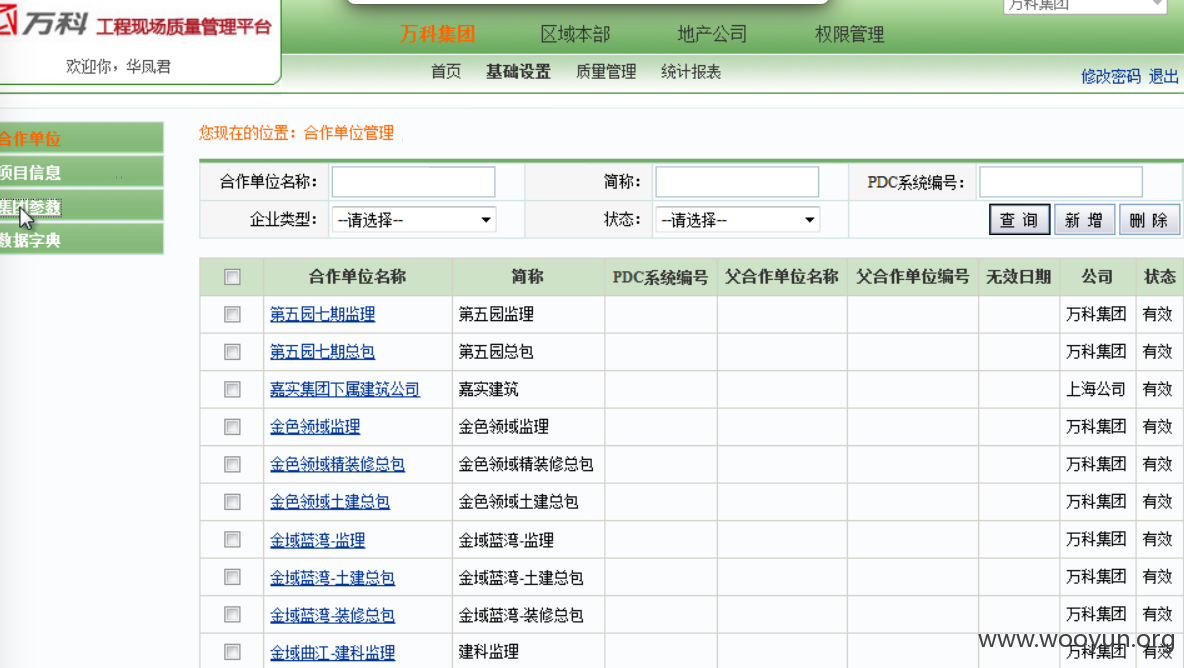 万科 工程现场质量管理平台
欢迎你，华凤君
万科集团 区域本部 地产公司 权限管理
万科集团
首页 基础设置 质量管理 统计报表
修改密码 退出
合作单位
项目信息
集团参数
数据字典
您现在的位置：合作单位管理
合作单位名称： 简称： PDC系统编号：
企业类型： --请选择-- 状态： --请选择-- 查 询 新 增 删 除
合作单位名称 简称 PDC系统编号 父合作单位名称 父合作单位编号 无效日期 公司 状态
第五园七期监理 第五园监理 万科集团 有效
第五园七期总包 第五园总包 万科集团 有效
嘉实集团下属建筑公司 嘉实建筑 上海公司 有效
金色领域监理 金色领域监理 万科集团 有效
金色领域精装修总包 金色领域精装修总包 万科集团 有效
金色领域土建总包 金色领域土建总包 万科集团 有效
金域蓝湾-监理 金域蓝湾-监理 万科集团 有效
金域蓝湾-土建总包 金域蓝湾-土建总包 万科集团 有效
金域蓝湾-装修总包 金域蓝湾-装修总包 万科集团 有效
金域曲江-建科监理 建科监理 万科集团 有效
www.wooyun.org